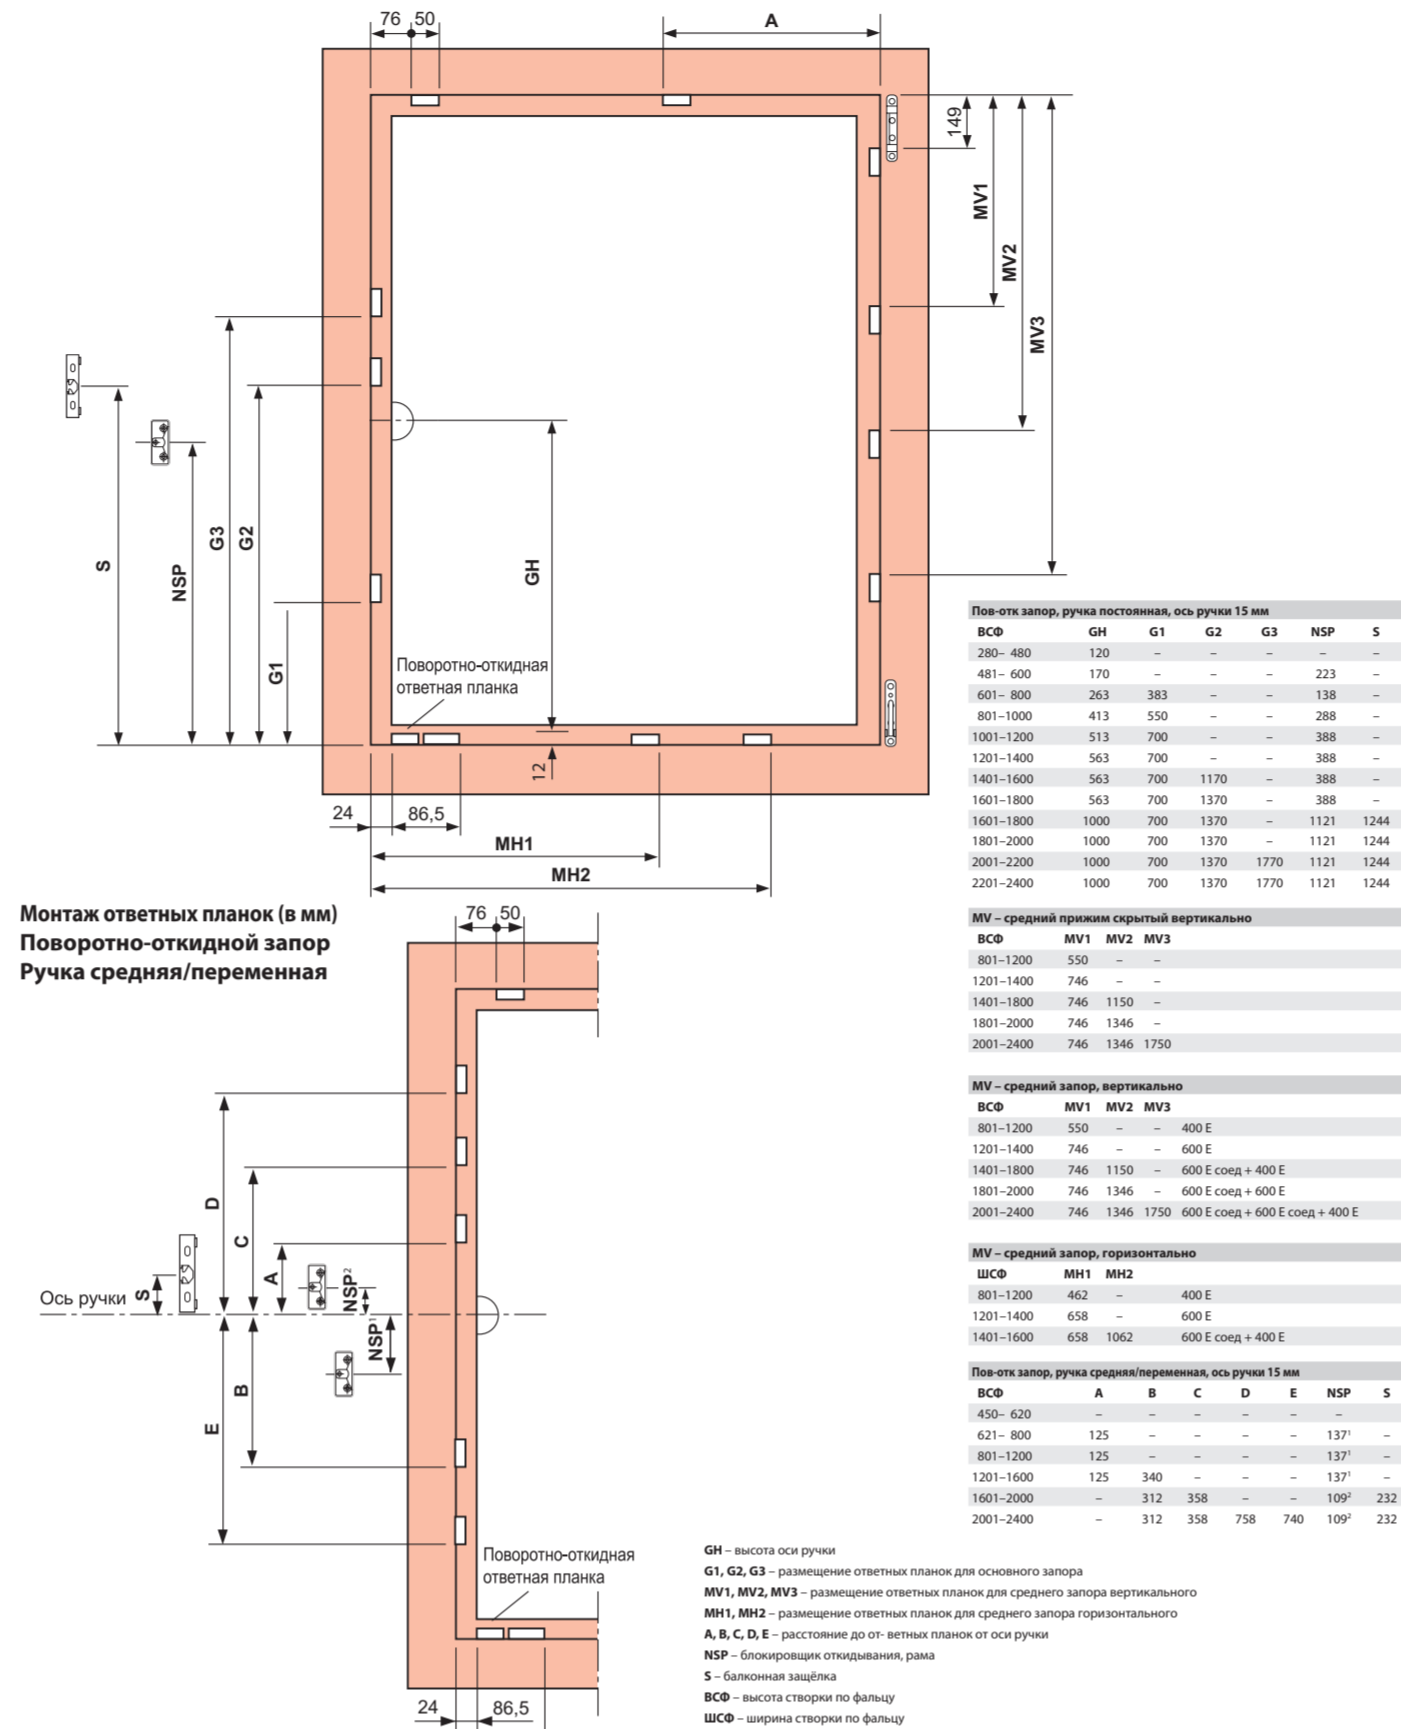 76 50
A
149
MV1
MV2
MV3
S
NSP
G3
G2
G1
GH
Поворотно-откидная
ответная планка
12
24
86,5
MH1
MH2
Пов-отк запор, ручка постоянная, ось ручки 15 мм
ВСФ GH G1 G2 G3 NSP S
280– 480 120 – – – – –
481– 600 170 – – – 223 –
601– 800 263 383 – – 138 –
801–1000 413 550 – – 288 –
1001–1200 513 700 – – 388 –
1201–1400 563 700 – – 388 –
1401–1600 563 700 1170 – 388 –
1601–1800 563 700 1370 – 388 –
1601–1800 1000 700 1370 – 1121 1244
1801–2000 1000 700 1370 – 1121 1244
2001–2200 1000 700 1370 1770 1121 1244
2201–2400 1000 700 1370 1770 1121 1244
MV – средний прижим скрытый вертикально
ВСФ MV1 MV2 MV3
801–1200 550 – –
1201–1400 746 – –
1401–1800 746 1150 –
1801–2000 746 1346 –
2001–2400 746 1346 1750
MV – средний запор, вертикально
ВСФ MV1 MV2 MV3
801–1200 550 – – 400 E
1201–1400 746 – – 600 E
1401–1800 746 1150 – 600 E соед + 400 E
1801–2000 746 1346 – 600 E соед + 600 E
2001–2400 746 1346 1750 600 E соед + 600 E соед + 400 E
MV – средний запор, горизонтально
ШСФ MH1 MH2
801–1200 462 – 400 E
1201–1400 658 – 600 E
1401–1600 658 1062 600 E соед + 400 E
Пов-отк запор, ручка средняя/переменная, ось ручки 15 мм
ВСФ A B C D E NSP S
450– 620 – – – – – –
621– 800 125 – – – – 137¹ –
801–1200 125 – – – – 137¹ –
1201–1600 125 340 – – – 137¹ –
1601–2000 – 312 358 – – 109² 232
2001–2400 – 312 358 758 740 109² 232
Монтаж ответных планок (в мм)
Поворотно-откидной запор
Ручка средняя/переменная
76 50
D
C
A
S
NSP²
Ось ручки
NSP¹
B
E
Поворотно-откидная
ответная планка
24
86,5
GH – высота оси ручки
G1, G2, G3 – размещение ответных планок для основного запора
MV1, MV2, MV3 – размещение ответных планок для среднего запора вертикального
MH1, MH2 – размещение ответных планок для среднего запора горизонтального
A, B, C, D, E – расстояние до от- ветных планок от оси ручки
NSP – блокировщик откидывания, рама
S – балконная защёлка
ВСФ – высота створки по фальцу
ШСФ – ширина створки по фальцу